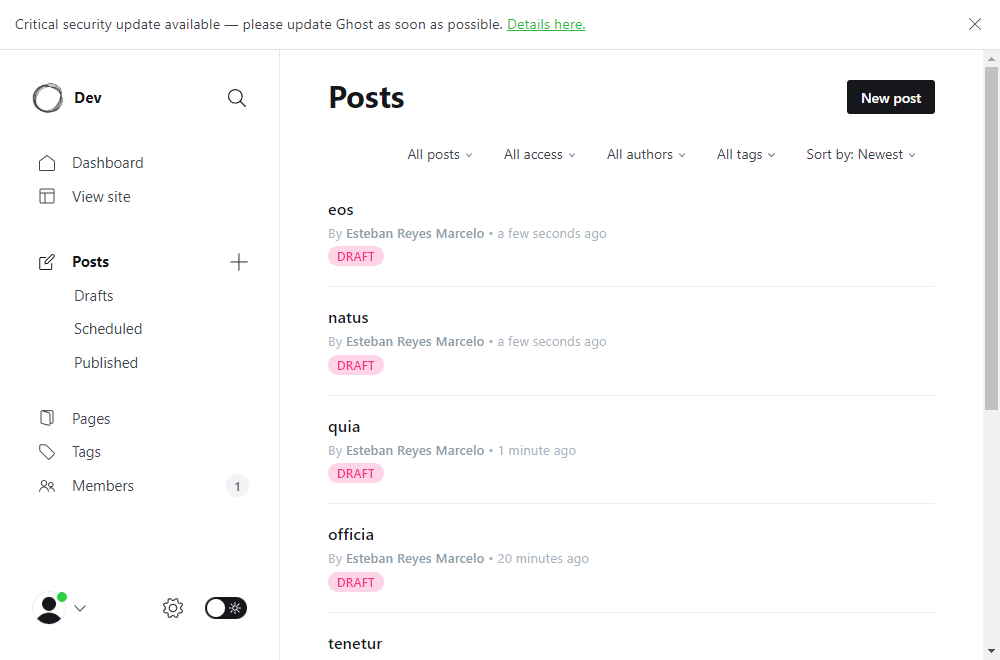 Critical security update available — please update Ghost as soon as possible. Details here.
Dev
Dashboard
View site
Posts
Drafts
Scheduled
Published
Pages
Tags
Members 1
Posts
New post
All posts All access All authors All tags Sort by: Newest
eos
By Esteban Reyes Marcelo • a few seconds ago
DRAFT
natus
By Esteban Reyes Marcelo • a few seconds ago
DRAFT
quia
By Esteban Reyes Marcelo • 1 minute ago
DRAFT
officia
By Esteban Reyes Marcelo • 20 minutes ago
DRAFT
tenetur